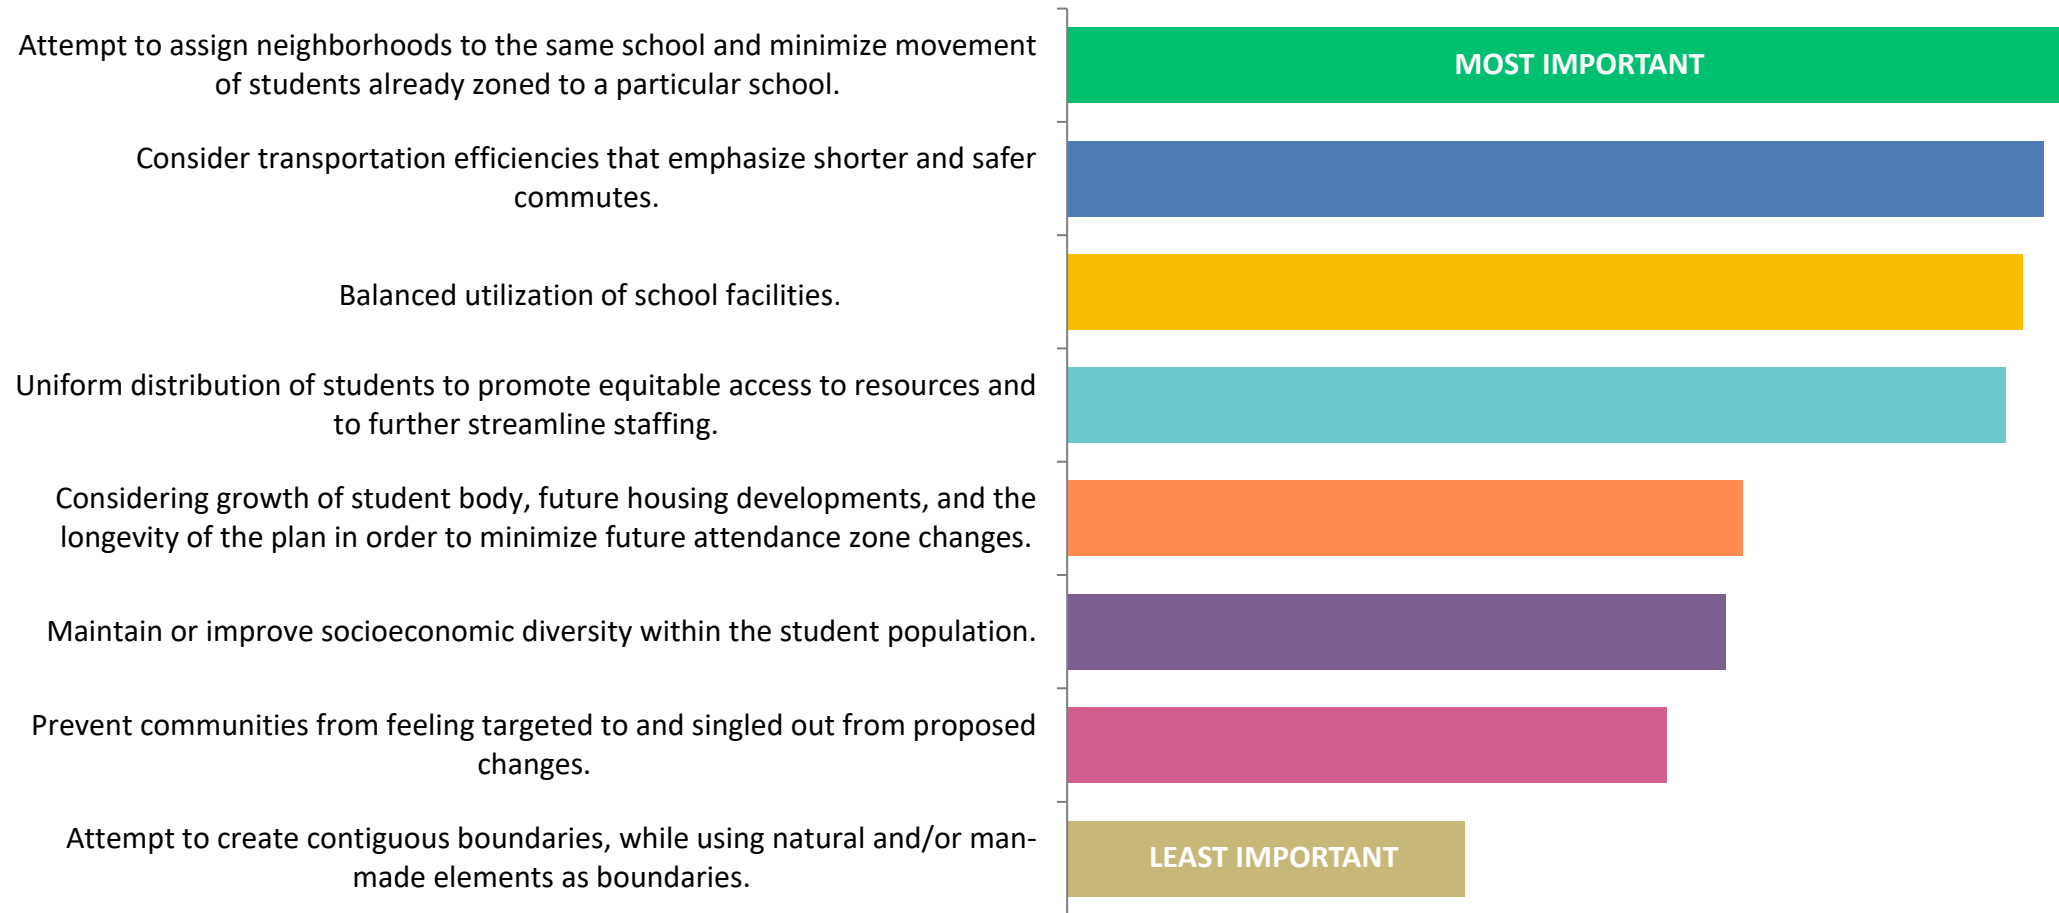 Attempt to assign neighborhoods to the same school and minimize movement
of students already zoned to a particular school.
MOST IMPORTANT
Consider transportation efficiencies that emphasize shorter and safer
commutes.
Balanced utilization of school facilities.
Uniform distribution of students to promote equitable access to resources and
to further streamline staffing.
Considering growth of student body, future housing developments, and the
longevity of the plan in order to minimize future attendance zone changes.
Maintain or improve socioeconomic diversity within the student population.
Prevent communities from feeling targeted to and singled out from proposed
changes.
Attempt to create contiguous boundaries, while using natural and/or man-
made elements as boundaries.
LEAST IMPORTANT